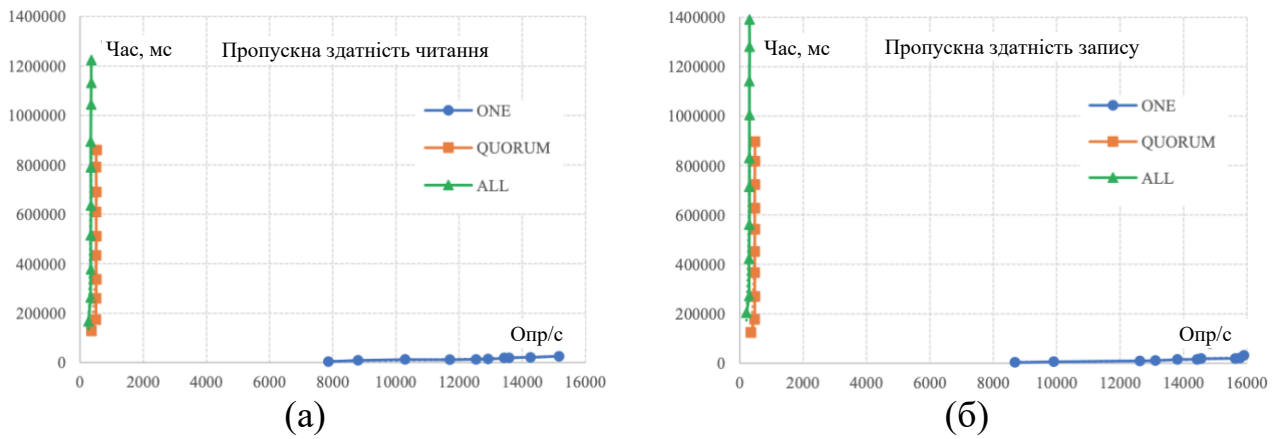 1400000
Час, мс
Пропускна здатність читання
1200000
1000000
ONE
800000
QUORUM
ALL
600000
400000
200000
Опр/с
0
0 2000 4000 6000 8000 10000 12000 14000 16000
(а)
1400000
Час, мс
Пропускна здатність запису
1200000
1000000
ONE
800000
QUORUM
ALL
600000
400000
200000
Опр/с
0
0 2000 4000 6000 8000 10000 12000 14000 16000
(б)